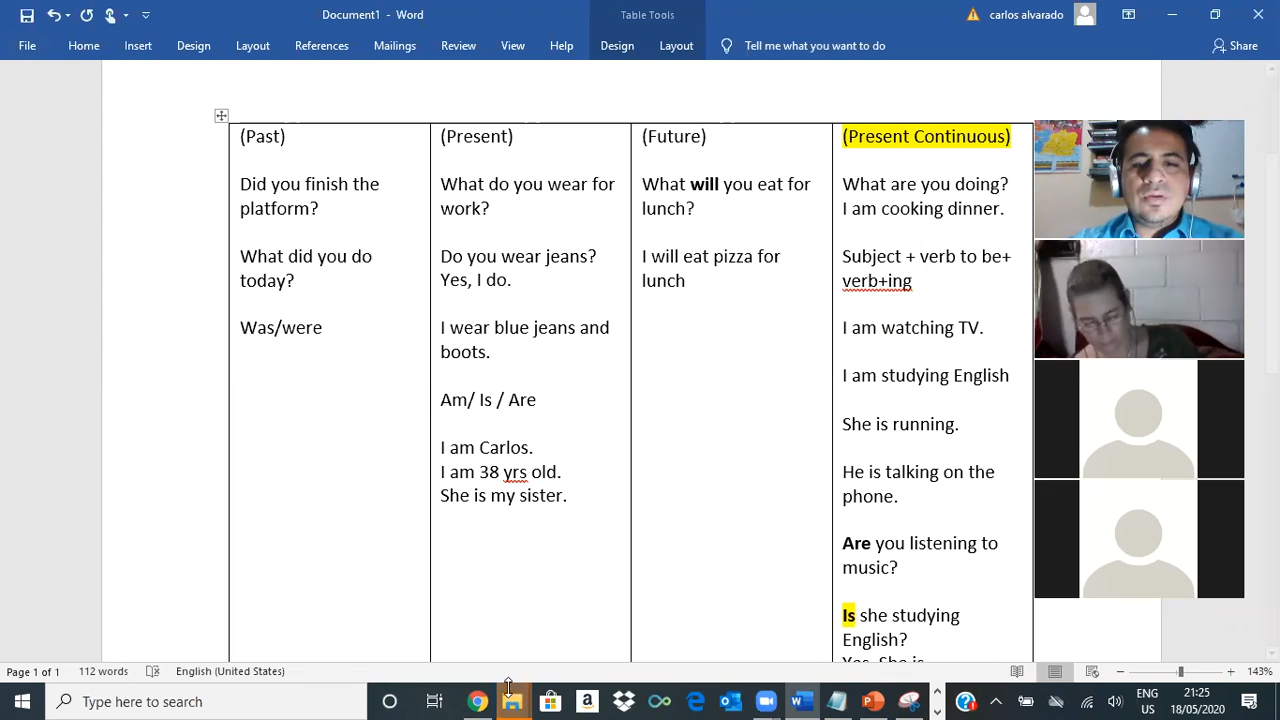 Document1 - Word
Table Tools
carlos alvarado
File Home Insert Design Layout References Mailings Review View Help Design Layout Tell me what you want to do Share
(Past)
Did you finish the
platform?
What did you do
today?
Was/were
(Present)
What do you wear for
work?
Do you wear jeans?
Yes, I do.
I wear blue jeans and
boots.
Am/ Is / Are
I am Carlos.
I am 38 yrs old.
She is my sister.
(Future)
What will you eat for
lunch?
I will eat pizza for
lunch
(Present Continuous)
What are you doing?
I am cooking dinner.
Subject + verb to be+
verb+ing
I am watching TV.
I am studying English
She is running.
He is talking on the
phone.
Are you listening to
music?
Is she studying
English?
Yes, She is
Page 1 of 1 112 words English (United States) 143%
Type here to search
ENG
US
21:25
18/05/2020